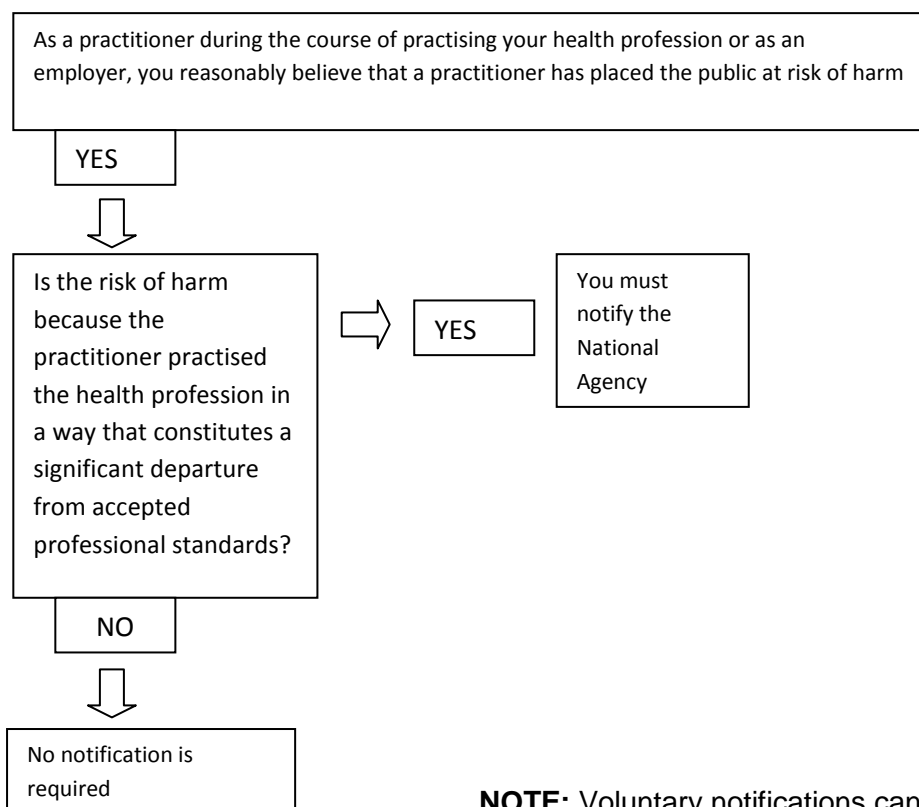 As a practitioner during the course of practising your health profession or as an
employer, you reasonably believe that a practitioner has placed the public at risk of harm
YES
Is the risk of harm
because the
practitioner practised
the health profession in
a way that constitutes a
significant departure
from accepted
professional standards?
YES
You must
notify the
National
Agency
NO
No notification is
required
NOTE: Voluntary notifications can